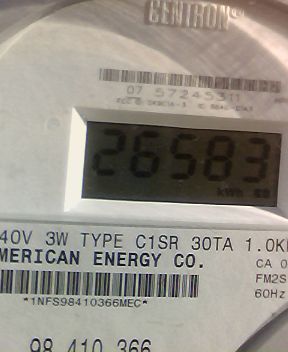 CENTRON
07 57245311
26583
kWh
40V 3W TYPE C1SR 30TA 1.0K
MERICAN ENERGY CO.
CA 0
FM2S
60Hz
*1NFS98410366MEC*
98 410 366